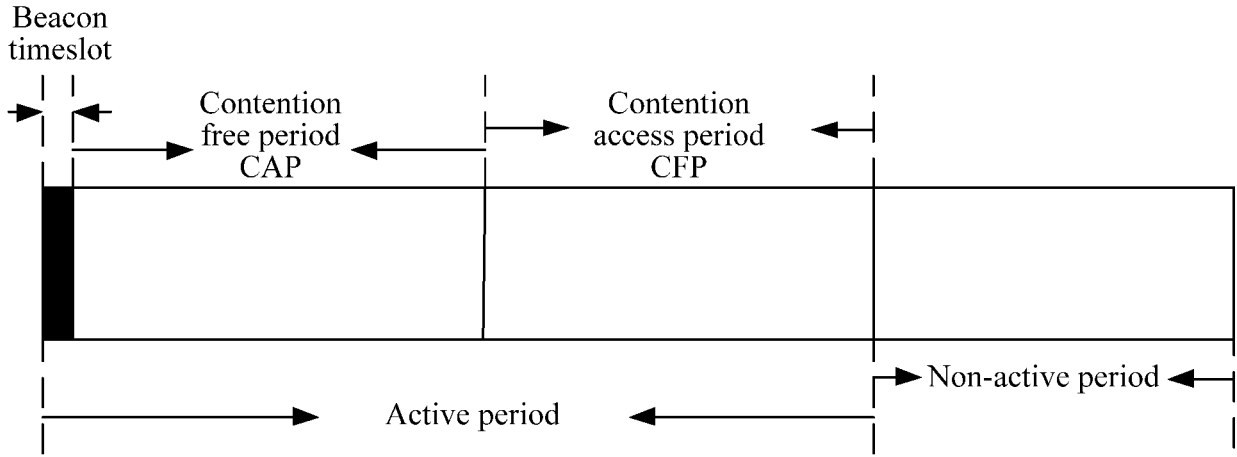 Beacon
timeslot
Contention
free period
CAP
Contention
access period
CFP
Non-active period
Active period